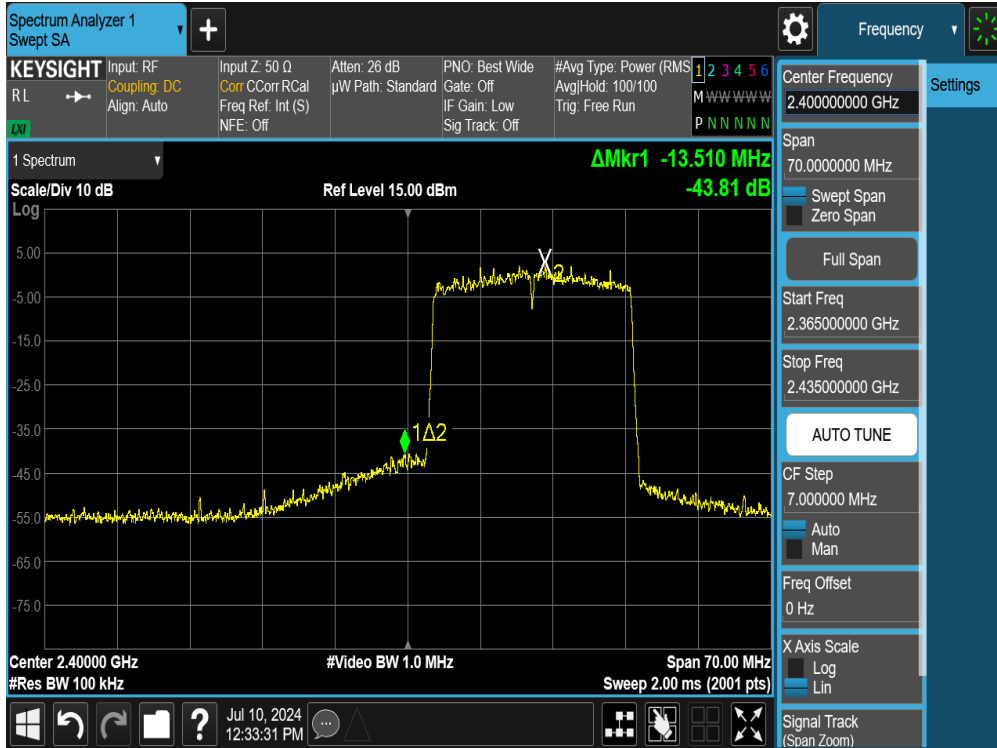 Spectrum Analyzer 1
Swept SA
+
Frequency
KEYSIGHT
R L
LXI
Input: RF
Coupling: DC
Align: Auto
Input Z: 50 Ω
Corr CCorr RCal
Freq Ref: Int (S)
NFE: Off
Atten: 26 dB
µW Path: Standard
PNO: Best Wide
Gate: Off
IF Gain: Low
Sig Track: Off
#Avg Type: Power (RMS
Avg|Hold: 100/100
Trig: Free Run
1 2 3 4 5 6
M W W W W W
P N N N N N
1 Spectrum
ΔMkr1 -13.510 MHz
-43.81 dB
Scale/Div 10 dB
Ref Level 15.00 dBm
Log
5.00
-5.00
-15.0
-25.0
-35.0
-45.0
-55.0
-65.0
-75.0
X2
1Δ2
Center 2.40000 GHz
#Video BW 1.0 MHz
Span 70.00 MHz
#Res BW 100 kHz
Sweep 2.00 ms (2001 pts)
Center Frequency
2.400000000 GHz
Settings
Span
70.0000000 MHz
Swept Span
Zero Span
Full Span
Start Freq
2.365000000 GHz
Stop Freq
2.435000000 GHz
AUTO TUNE
CF Step
7.000000 MHz
Auto
Man
Freq Offset
0 Hz
X Axis Scale
Log
Lin
Signal Track
(Span Zoom)
?
Jul 10, 2024
12:33:31 PM